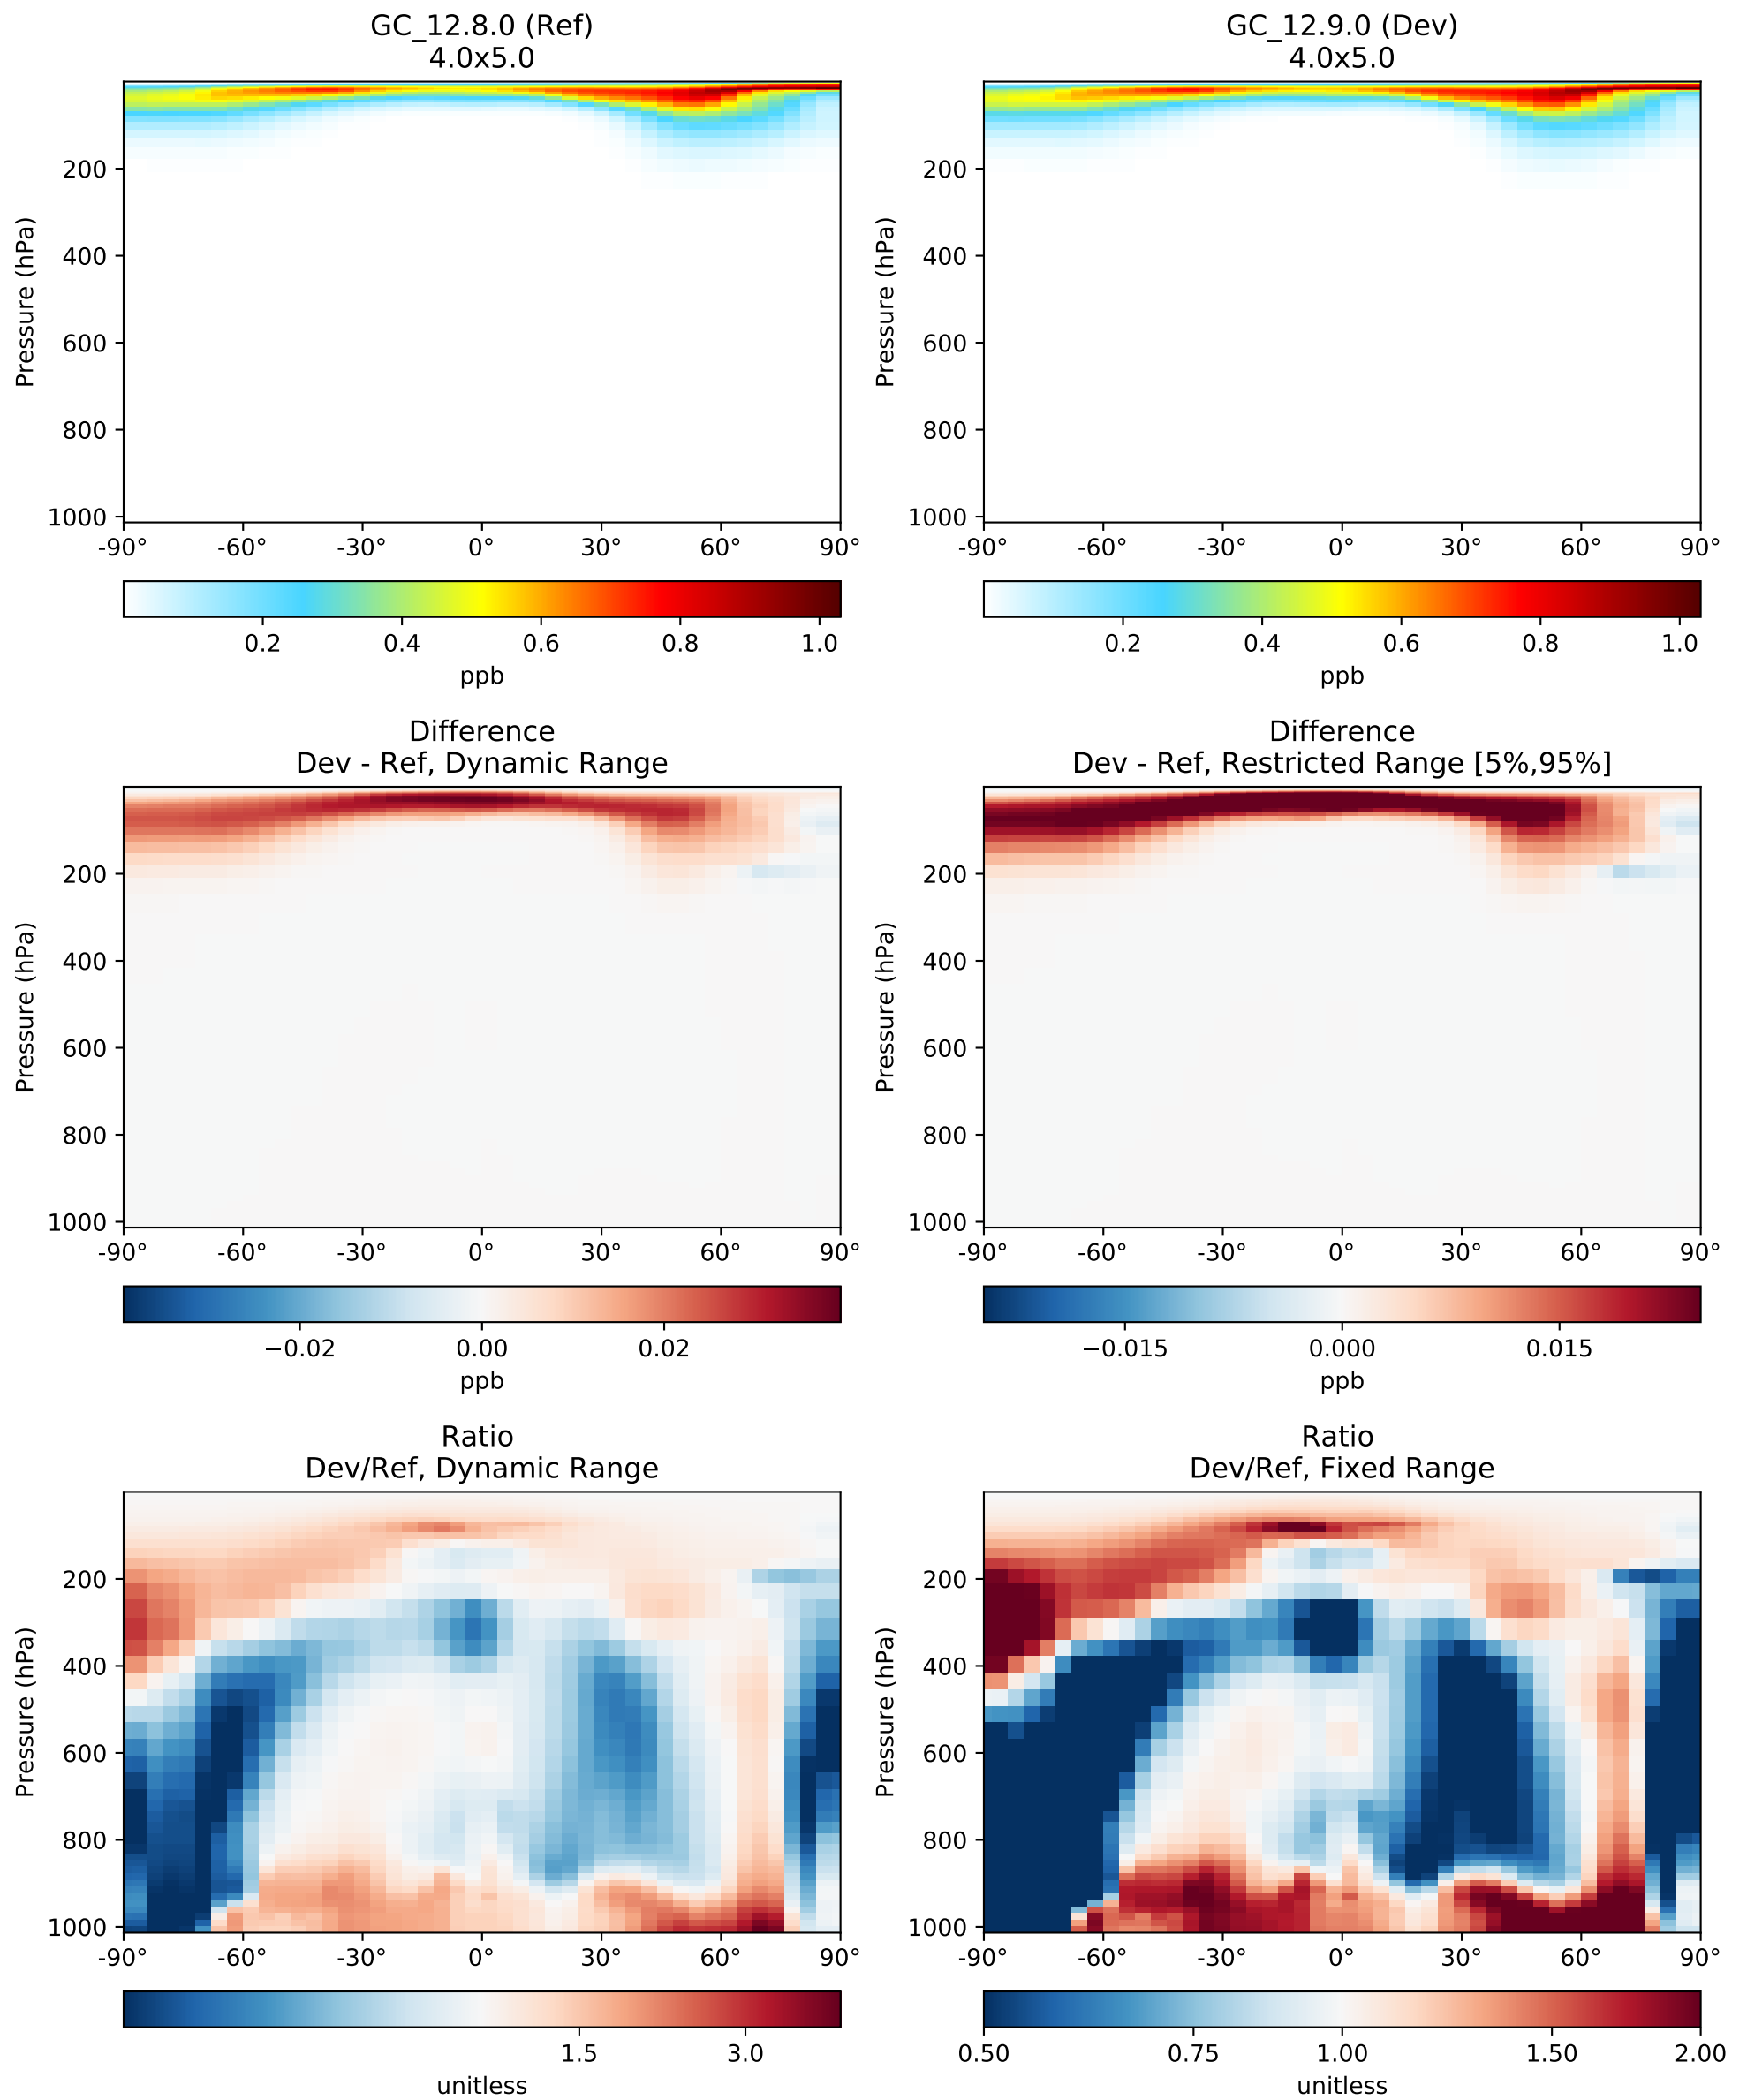 GC_12.8.0 (Ref)
4.0x5.0
Pressure (hPa)
200
400
600
800
1000
-90° -60° -30° 0° 30° 60° 90°
0.2 0.4 0.6 0.8 1.0
ppb
GC_12.9.0 (Dev)
4.0x5.0
Pressure (hPa)
200
400
600
800
1000
-90° -60° -30° 0° 30° 60° 90°
0.2 0.4 0.6 0.8 1.0
ppb
Difference
Dev - Ref, Dynamic Range
Pressure (hPa)
200
400
600
800
1000
-90° -60° -30° 0° 30° 60° 90°
−0.02 0.00 0.02
ppb
Difference
Dev - Ref, Restricted Range [5%,95%]
Pressure (hPa)
200
400
600
800
1000
-90° -60° -30° 0° 30° 60° 90°
−0.015 0.000 0.015
ppb
Ratio
Dev/Ref, Dynamic Range
Pressure (hPa)
200
400
600
800
1000
-90° -60° -30° 0° 30° 60° 90°
1.5 3.0
unitless
Ratio
Dev/Ref, Fixed Range
Pressure (hPa)
200
400
600
800
1000
-90° -60° -30° 0° 30° 60° 90°
0.50 0.75 1.00 1.50 2.00
unitless